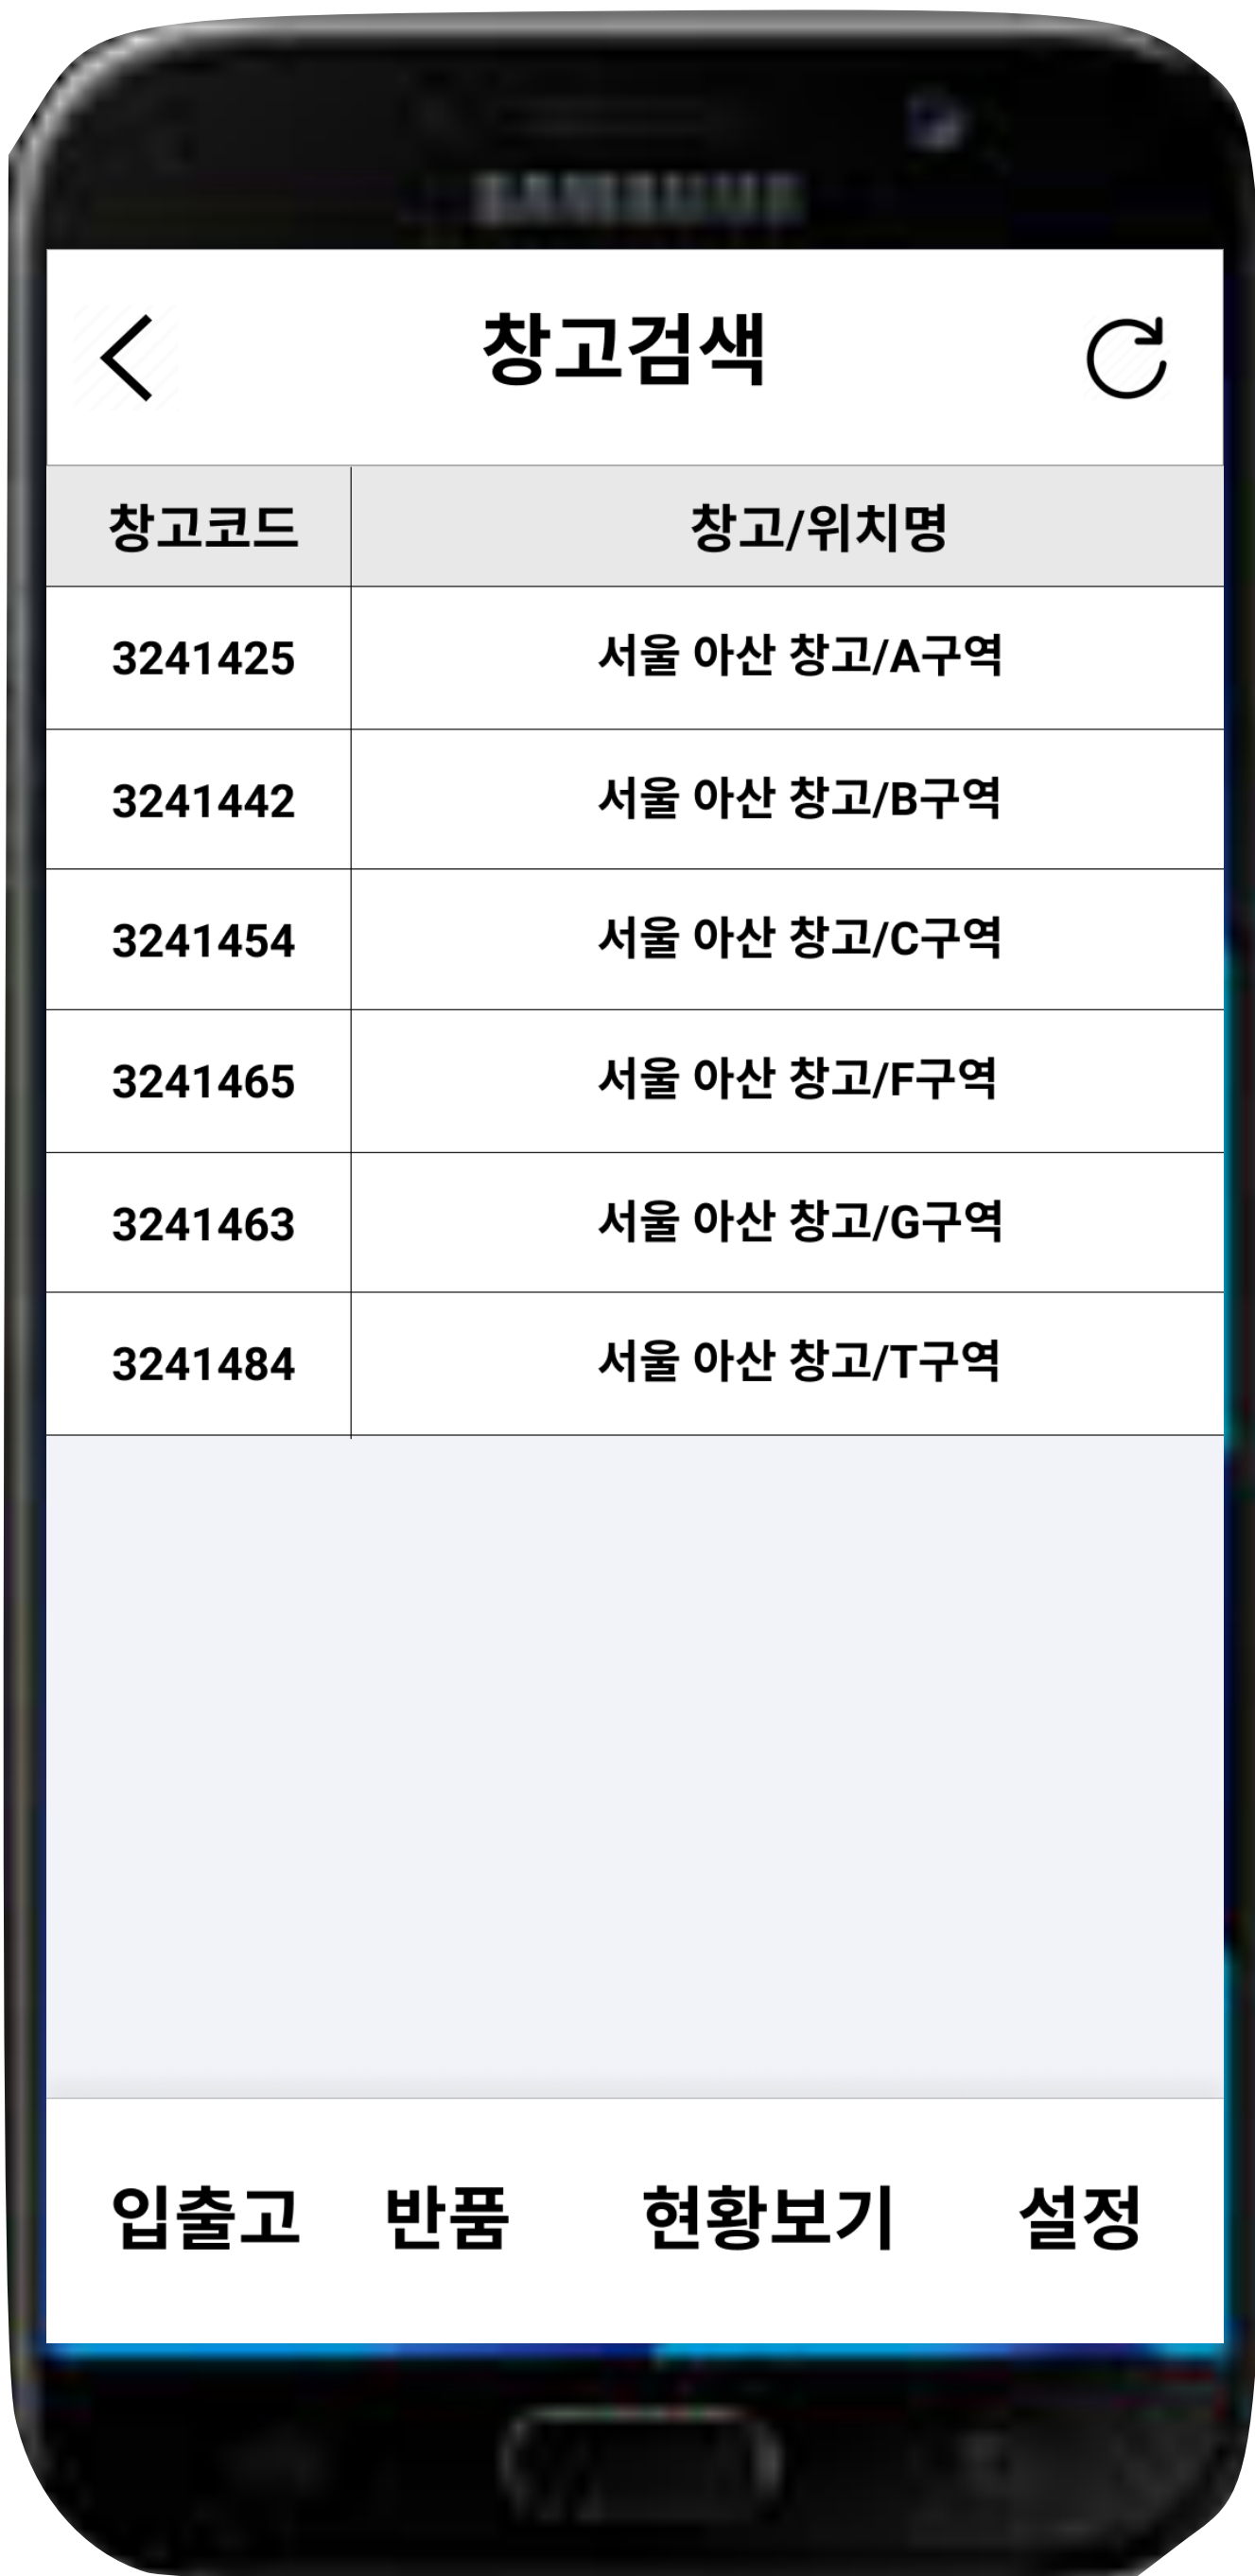 SAMSUNG
창고검색
창고코드 창고/위치명
3241425 서울 아산 창고/A구역
3241442 서울 아산 창고/B구역
3241454 서울 아산 창고/C구역
3241465 서울 아산 창고/F구역
3241463 서울 아산 창고/G구역
3241484 서울 아산 창고/T구역
입출고 반품 현황보기 설정